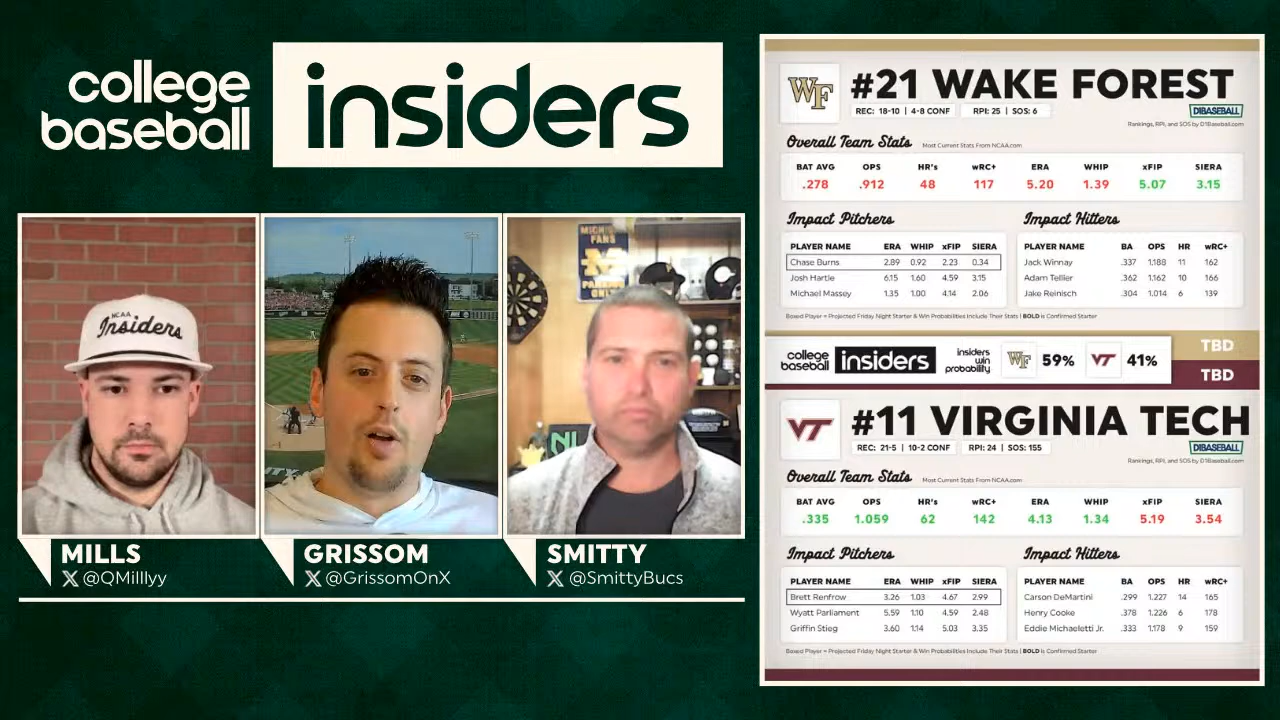 college
baseball
insiders
NCAA
Insiders
MICH
FANS
M
PARKING
ONLY
MILLS
X @QMilllyy
GRISSOM
X @GrissomOnX
SMITTY
X @SmittyBucs
WF
#21 WAKE FOREST
REC: 18-10 | 4-8 CONF RPI: 25 | SOS: 6
D1BASEBALL
Rankings, RPI, and SOS by D1Baseball.com
Overall Team Stats Most Current Stats From NCAA.com
BAT AVG OPS HR's wRC+ ERA WHIP xFIP SIERA
.278 .912 48 117 5.20 1.39 5.07 3.15
Impact Pitchers
PLAYER NAME ERA WHIP xFIP SIERA
Chase Burns 2.89 0.92 2.23 0.34
Josh Hartle 6.15 1.60 4.59 3.15
Michael Massey 1.35 1.00 4.14 2.06
Impact Hitters
PLAYER NAME BA OPS HR wRC+
Jack Winnay .337 1.188 11 162
Adam Tellier .362 1.162 10 166
Jake Reinisch .304 1.014 6 139
Boxed Player = Projected Friday Night Starter & Win Probabilities Include Their Stats | BOLD is Confirmed Starter
college
baseball
insiders
insiders
win
probability
WF 59% VT 41%
TBD
TBD
VT
#11 VIRGINIA TECH
REC: 21-5 | 10-2 CONF RPI: 24 | SOS: 155
D1BASEBALL
Rankings, RPI, and SOS by D1Baseball.com
Overall Team Stats Most Current Stats From NCAA.com
BAT AVG OPS HR's wRC+ ERA WHIP xFIP SIERA
.335 1.059 62 142 4.13 1.34 5.19 3.54
Impact Pitchers
PLAYER NAME ERA WHIP xFIP SIERA
Brett Renfrow 3.26 1.03 4.67 2.99
Wyatt Parliament 5.59 1.10 4.59 2.48
Griffin Stieg 3.60 1.14 5.03 3.35
Impact Hitters
PLAYER NAME BA OPS HR wRC+
Carson DeMartini .299 1.227 14 165
Henry Cooke .378 1.226 6 178
Eddie Michaeletti Jr. .333 1.178 9 159
Boxed Player = Projected Friday Night Starter & Win Probabilities Include Their Stats | BOLD is Confirmed Starter